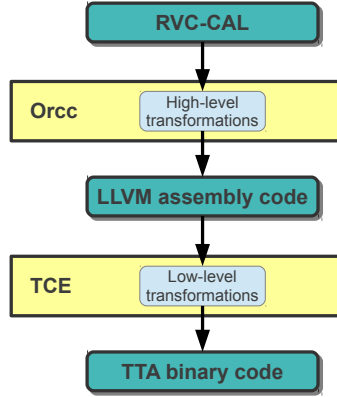 RVC-CAL
Orcc
High-level
transformations
LLVM assembly code
TCE
Low-level
transformations
TTA binary code